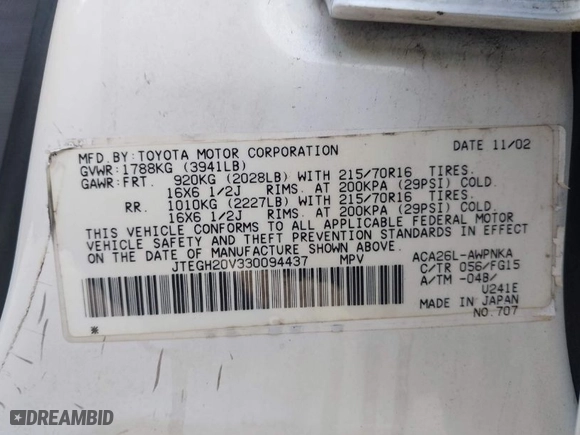 MFD.BY:TOYOTA MOTOR CORPORATION DATE 11/02
GVWR:1788KG (3941LB)
GAWR:FRT. 920KG (2028LB) WITH 215/70R16 TIRES.
16X6 1/2J RIMS. AT 200KPA (29PSI) COLD.
RR. 1010KG (2227LB) WITH 215/70R16 TIRES.
16X6 1/2J RIMS. AT 200KPA (29PSI) COLD.
THIS VEHICLE CONFORMS TO ALL APPLICABLE FEDERAL MOTOR
VEHICLE SAFETY AND THEFT PREVENTION STANDARDS IN EFFECT
ON THE DATE OF MANUFACTURE SHOWN ABOVE.
JTEGH20V330094437 MPV
ACA26L-AWPNKA
C/TR 056/FG15
A/TM -04B/
U241E
MADE IN JAPAN
NO.707
*
DREAMBID